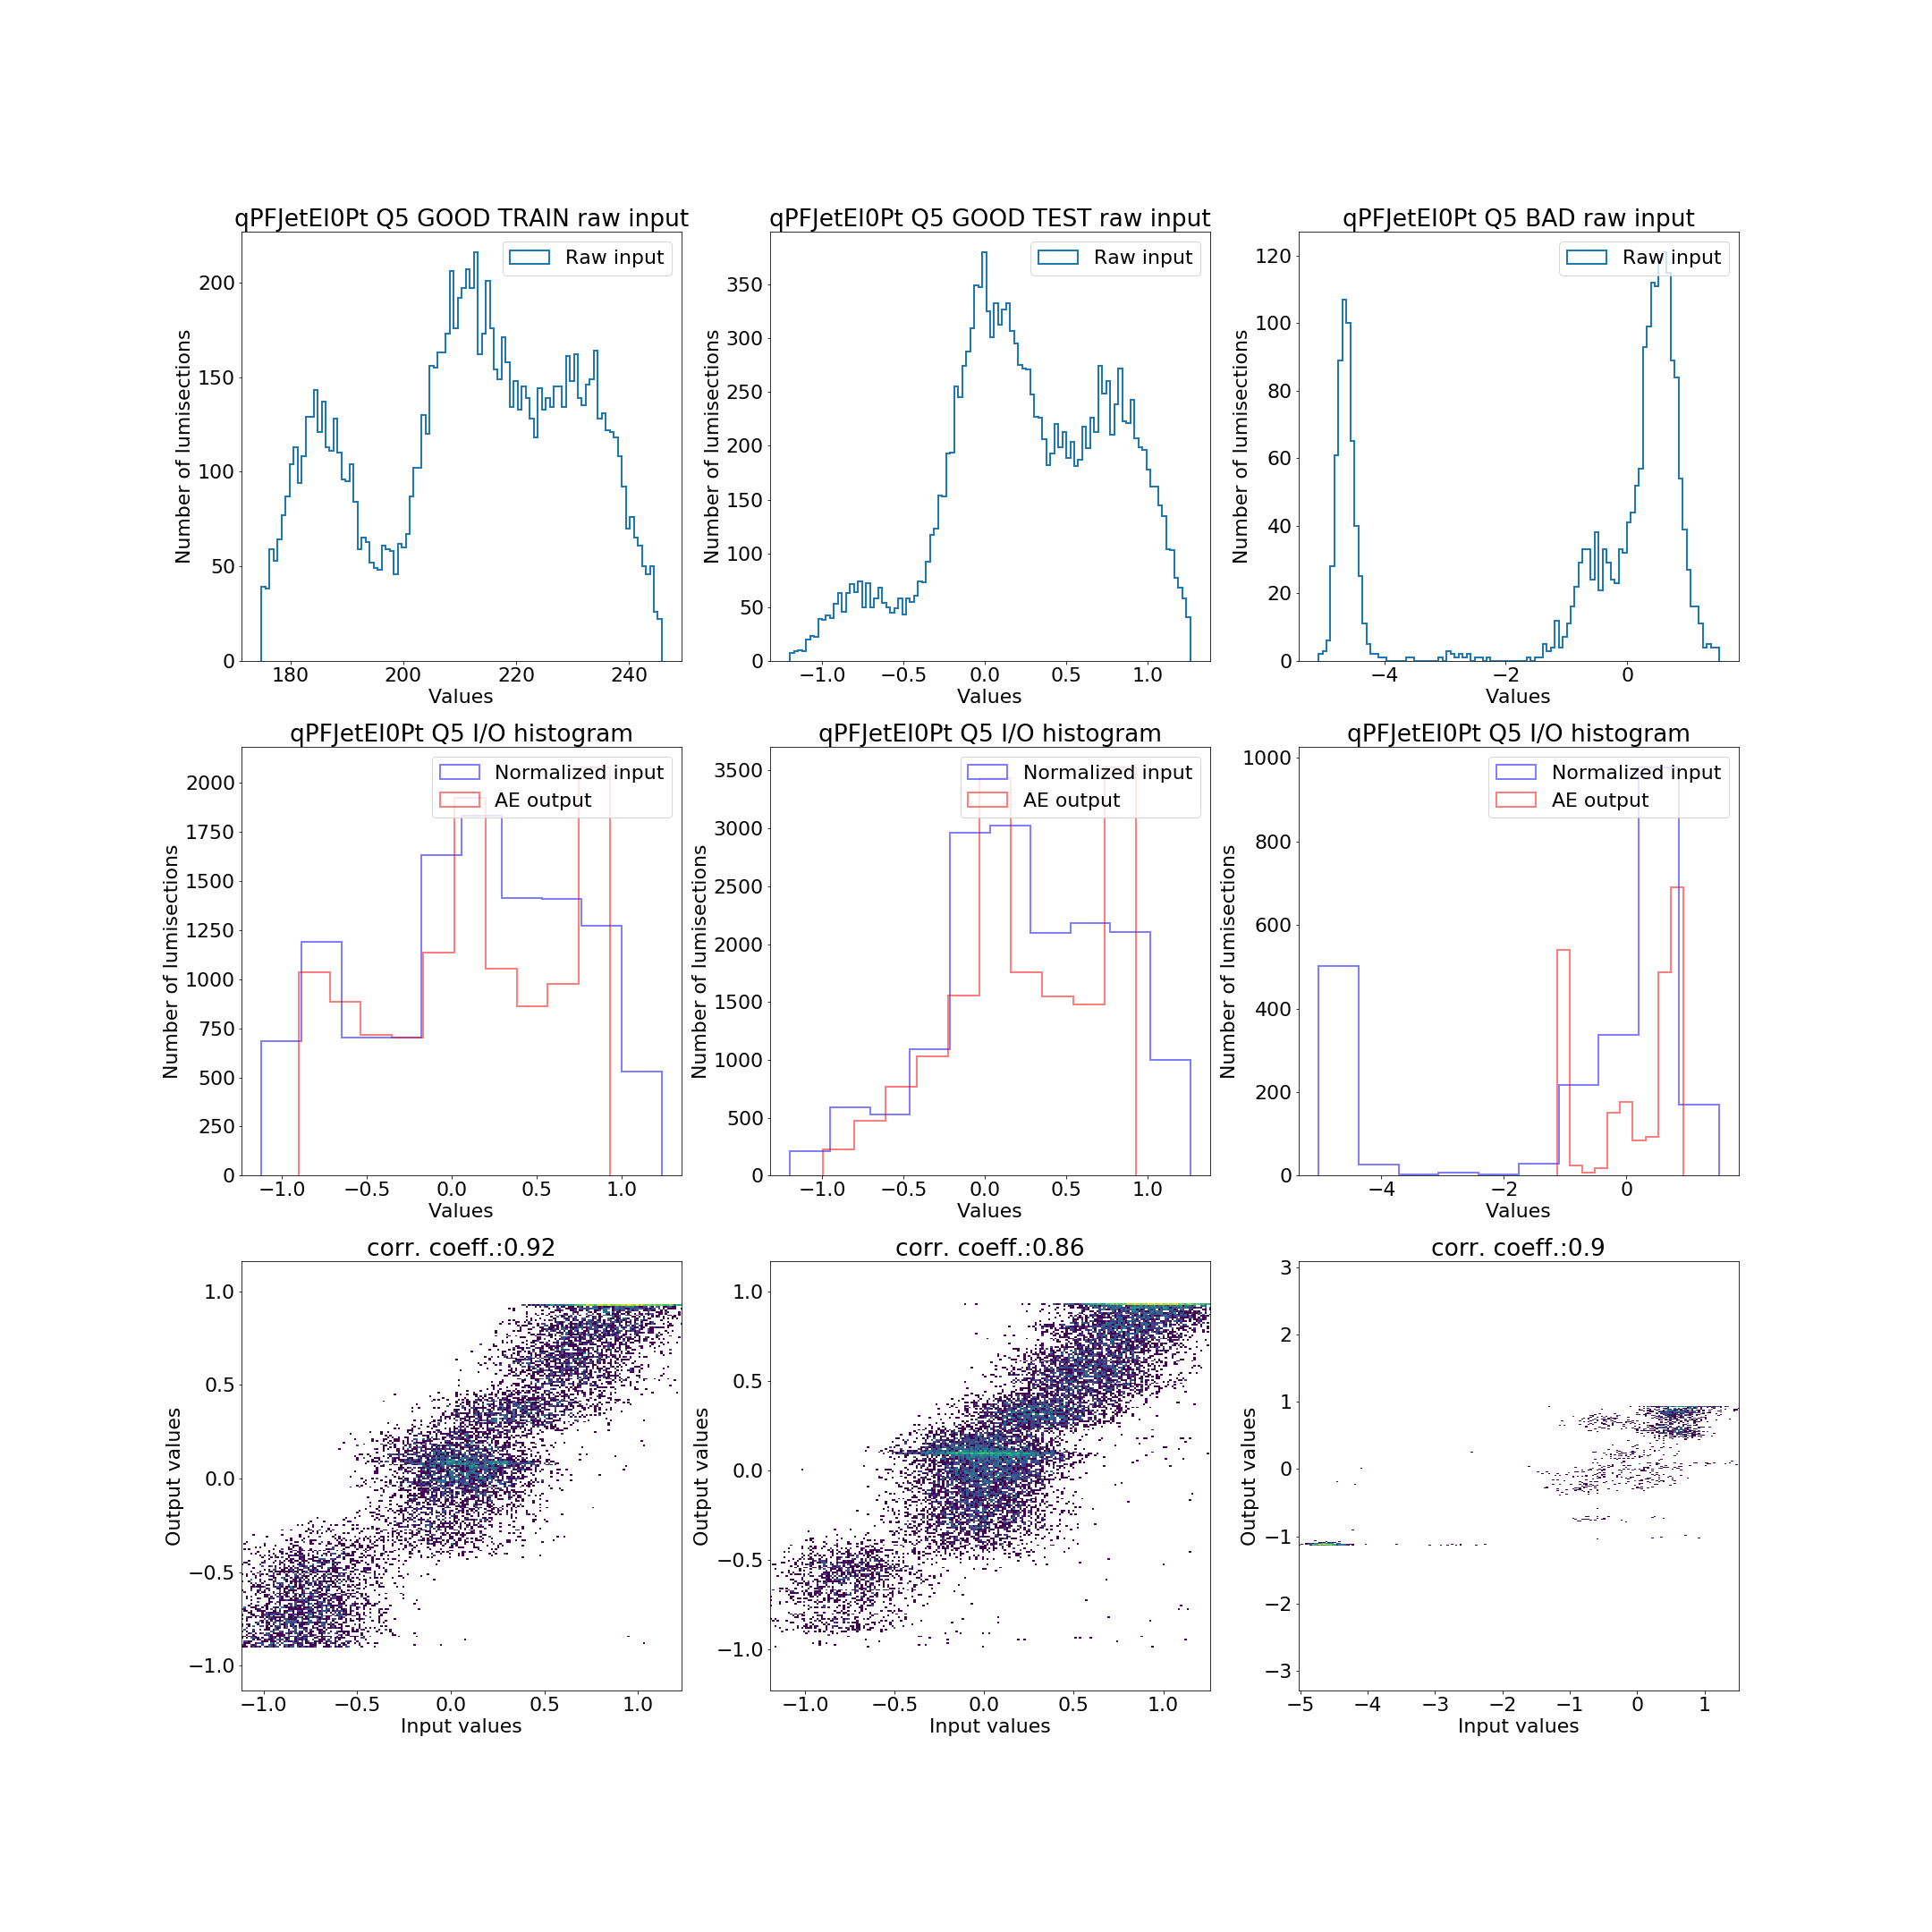 qPFJetEI0Pt Q5 GOOD TRAIN raw input
Raw input
Number of lumisections
0
50
100
150
200
180
200
220
240
Values
qPFJetEI0Pt Q5 GOOD TEST raw input
Raw input
Number of lumisections
0
50
100
150
200
250
300
350
−1.0
−0.5
0.0
0.5
1.0
Values
qPFJetEI0Pt Q5 BAD raw input
Raw input
Number of lumisections
0
20
40
60
80
100
120
−4
−2
0
Values
qPFJetEI0Pt Q5 I/O histogram
Normalized input
AE output
Number of lumisections
0
250
500
750
1000
1250
1500
1750
2000
−1.0
−0.5
0.0
0.5
1.0
Values
qPFJetEI0Pt Q5 I/O histogram
Normalized input
AE output
Number of lumisections
0
500
1000
1500
2000
2500
3000
3500
−1.0
−0.5
0.0
0.5
1.0
Values
qPFJetEI0Pt Q5 I/O histogram
Normalized input
AE output
Number of lumisections
0
200
400
600
800
1000
−4
−2
0
Values
corr. coeff.:0.92
Output values
1.0
0.5
0.0
−0.5
−1.0
−1.0
−0.5
0.0
0.5
1.0
Input values
corr. coeff.:0.86
Output values
1.0
0.5
0.0
−0.5
−1.0
−1.0
−0.5
0.0
0.5
1.0
Input values
corr. coeff.:0.9
Output values
3
2
1
0
−1
−2
−3
−5
−4
−3
−2
−1
0
1
Input values